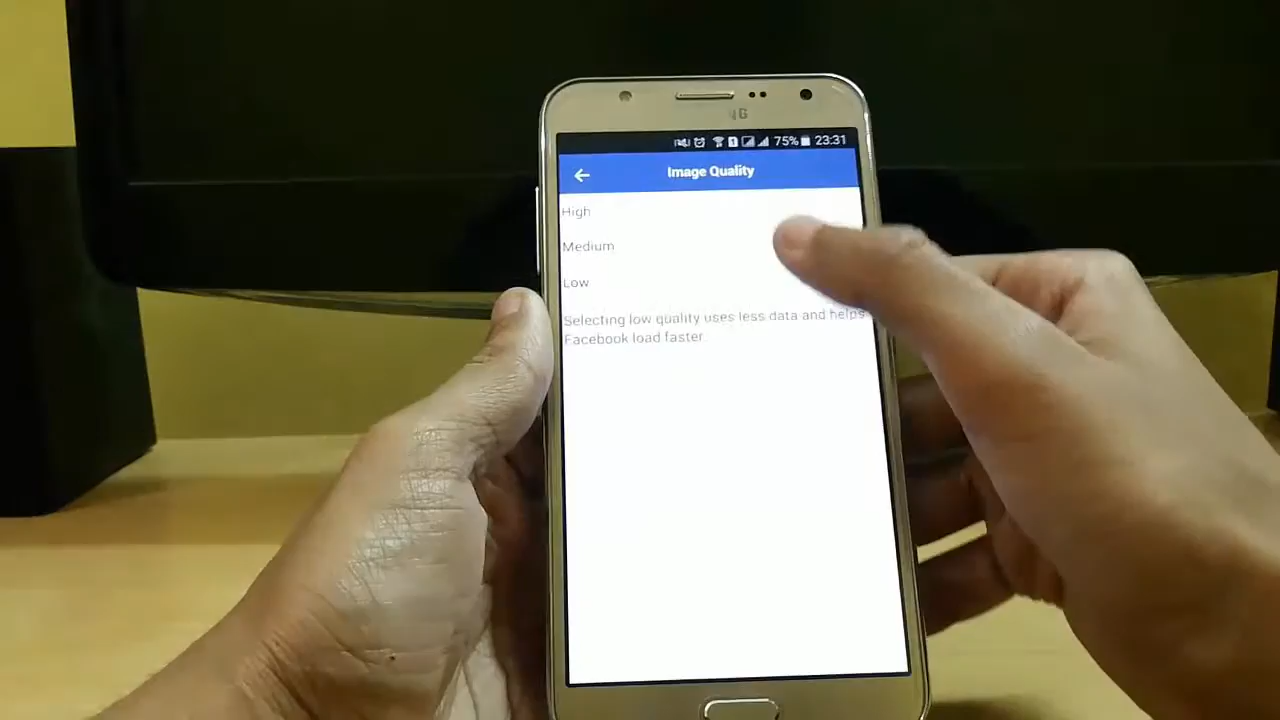 75% 23:31
Image Quality
High
Medium
Low
Selecting low quality uses less data and helps
Facebook load faster.